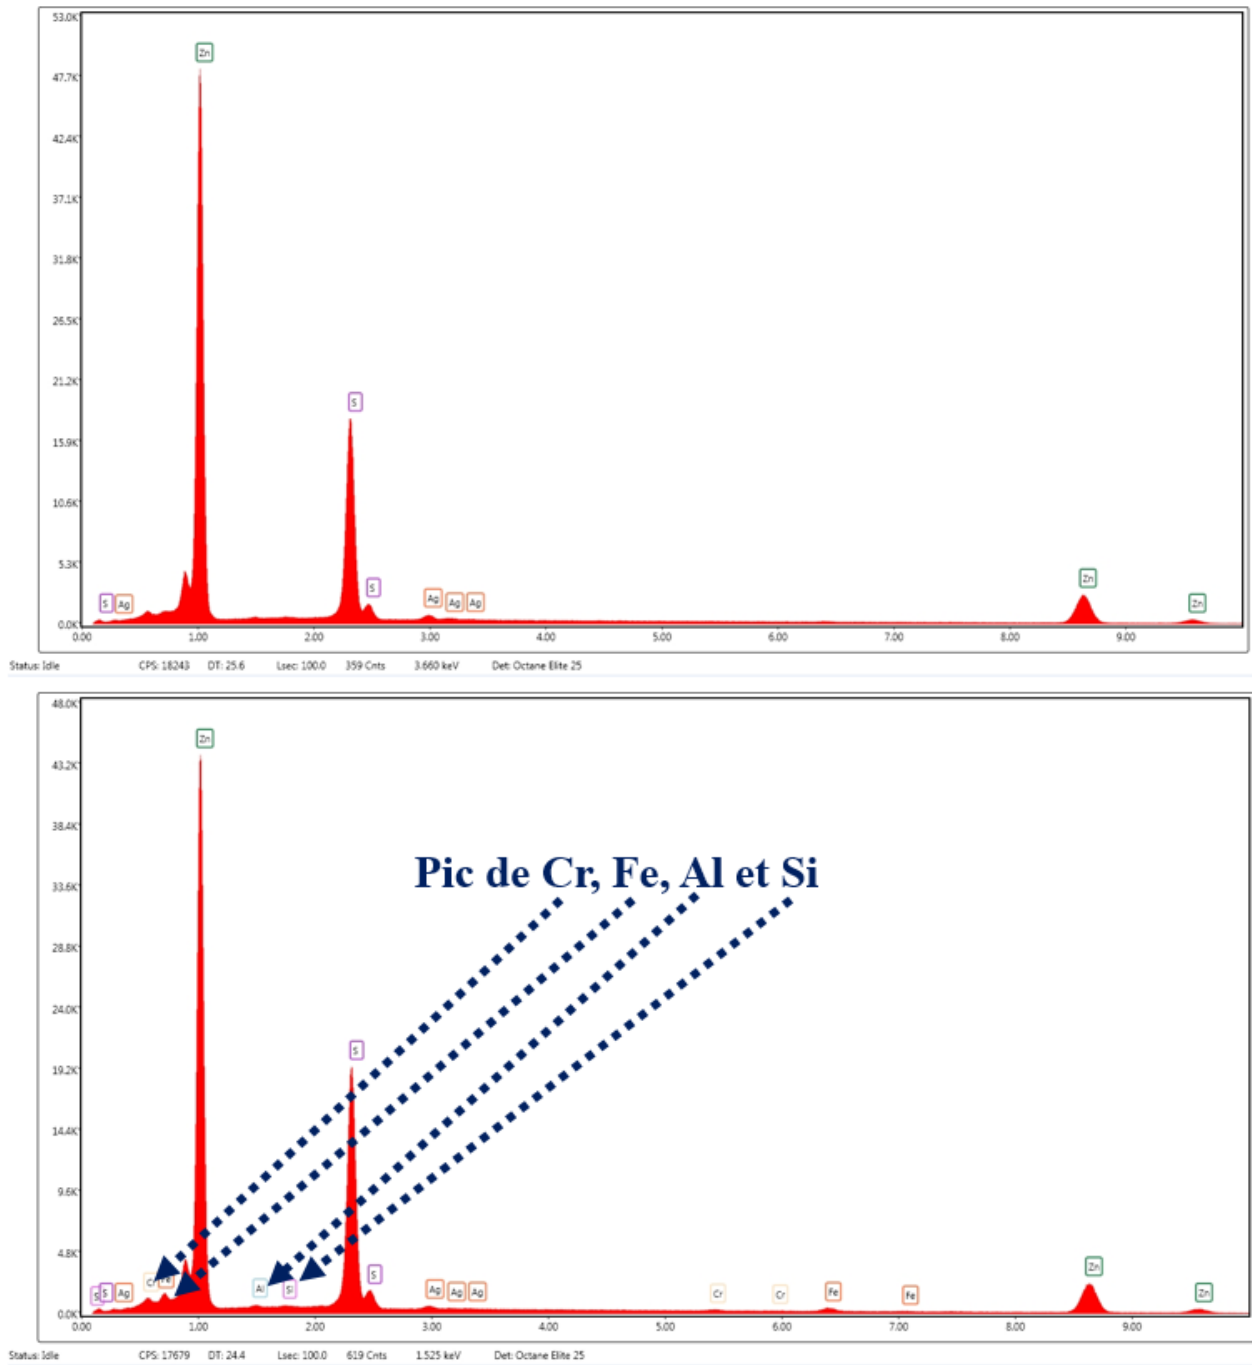 53.0K
Zn
47.7K
42.4K
37.1K
31.8K
26.5K
21.2K
S
15.9K
10.6K
5.3K
S
Zn
S Ag Ag Ag Ag Zn
0.0K
0.00 1.00 2.00 3.00 4.00 5.00 6.00 7.00 8.00 9.00
Status: Idle CPS: 18243 DT: 25.6 Lsec: 100.0 359 Cnts 3.660 keV Det: Octane Elite 25
48.0K
Zn
43.2K
38.4K
Pic de Cr, Fe, Al et Si
33.6K
28.8K
24.0K
S
19.2K
14.4K
9.6K
4.8K
Zn
S
Cr Fe
S S Ag Al Si Ag Ag Ag Cr Cr Fe Fe Zn
0.0K
0.00 1.00 2.00 3.00 4.00 5.00 6.00 7.00 8.00 9.00
Status: Idle CPS: 17679 DT: 24.4 Lsec: 100.0 619 Cnts 1.525 keV Det: Octane Elite 25